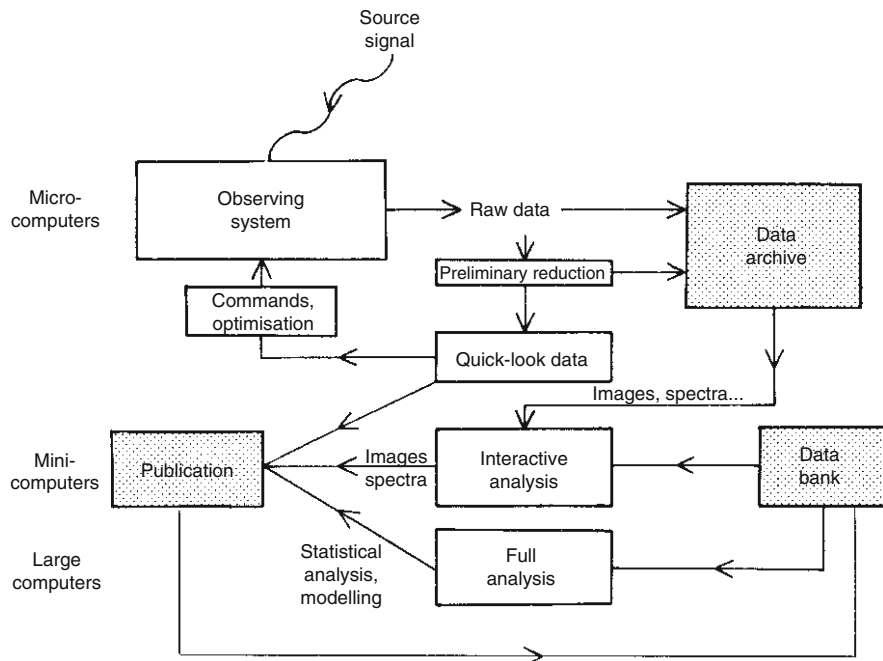 Source
signal
Micro-
computers
Observing
system
Raw data
Data
archive
Preliminary reduction
Commands,
optimisation
Quick-look data
Images, spectra...
Mini-
computers
Publication
Images
spectra
Interactive
analysis
Data
bank
Large
computers
Statistical
analysis,
modelling
Full
analysis